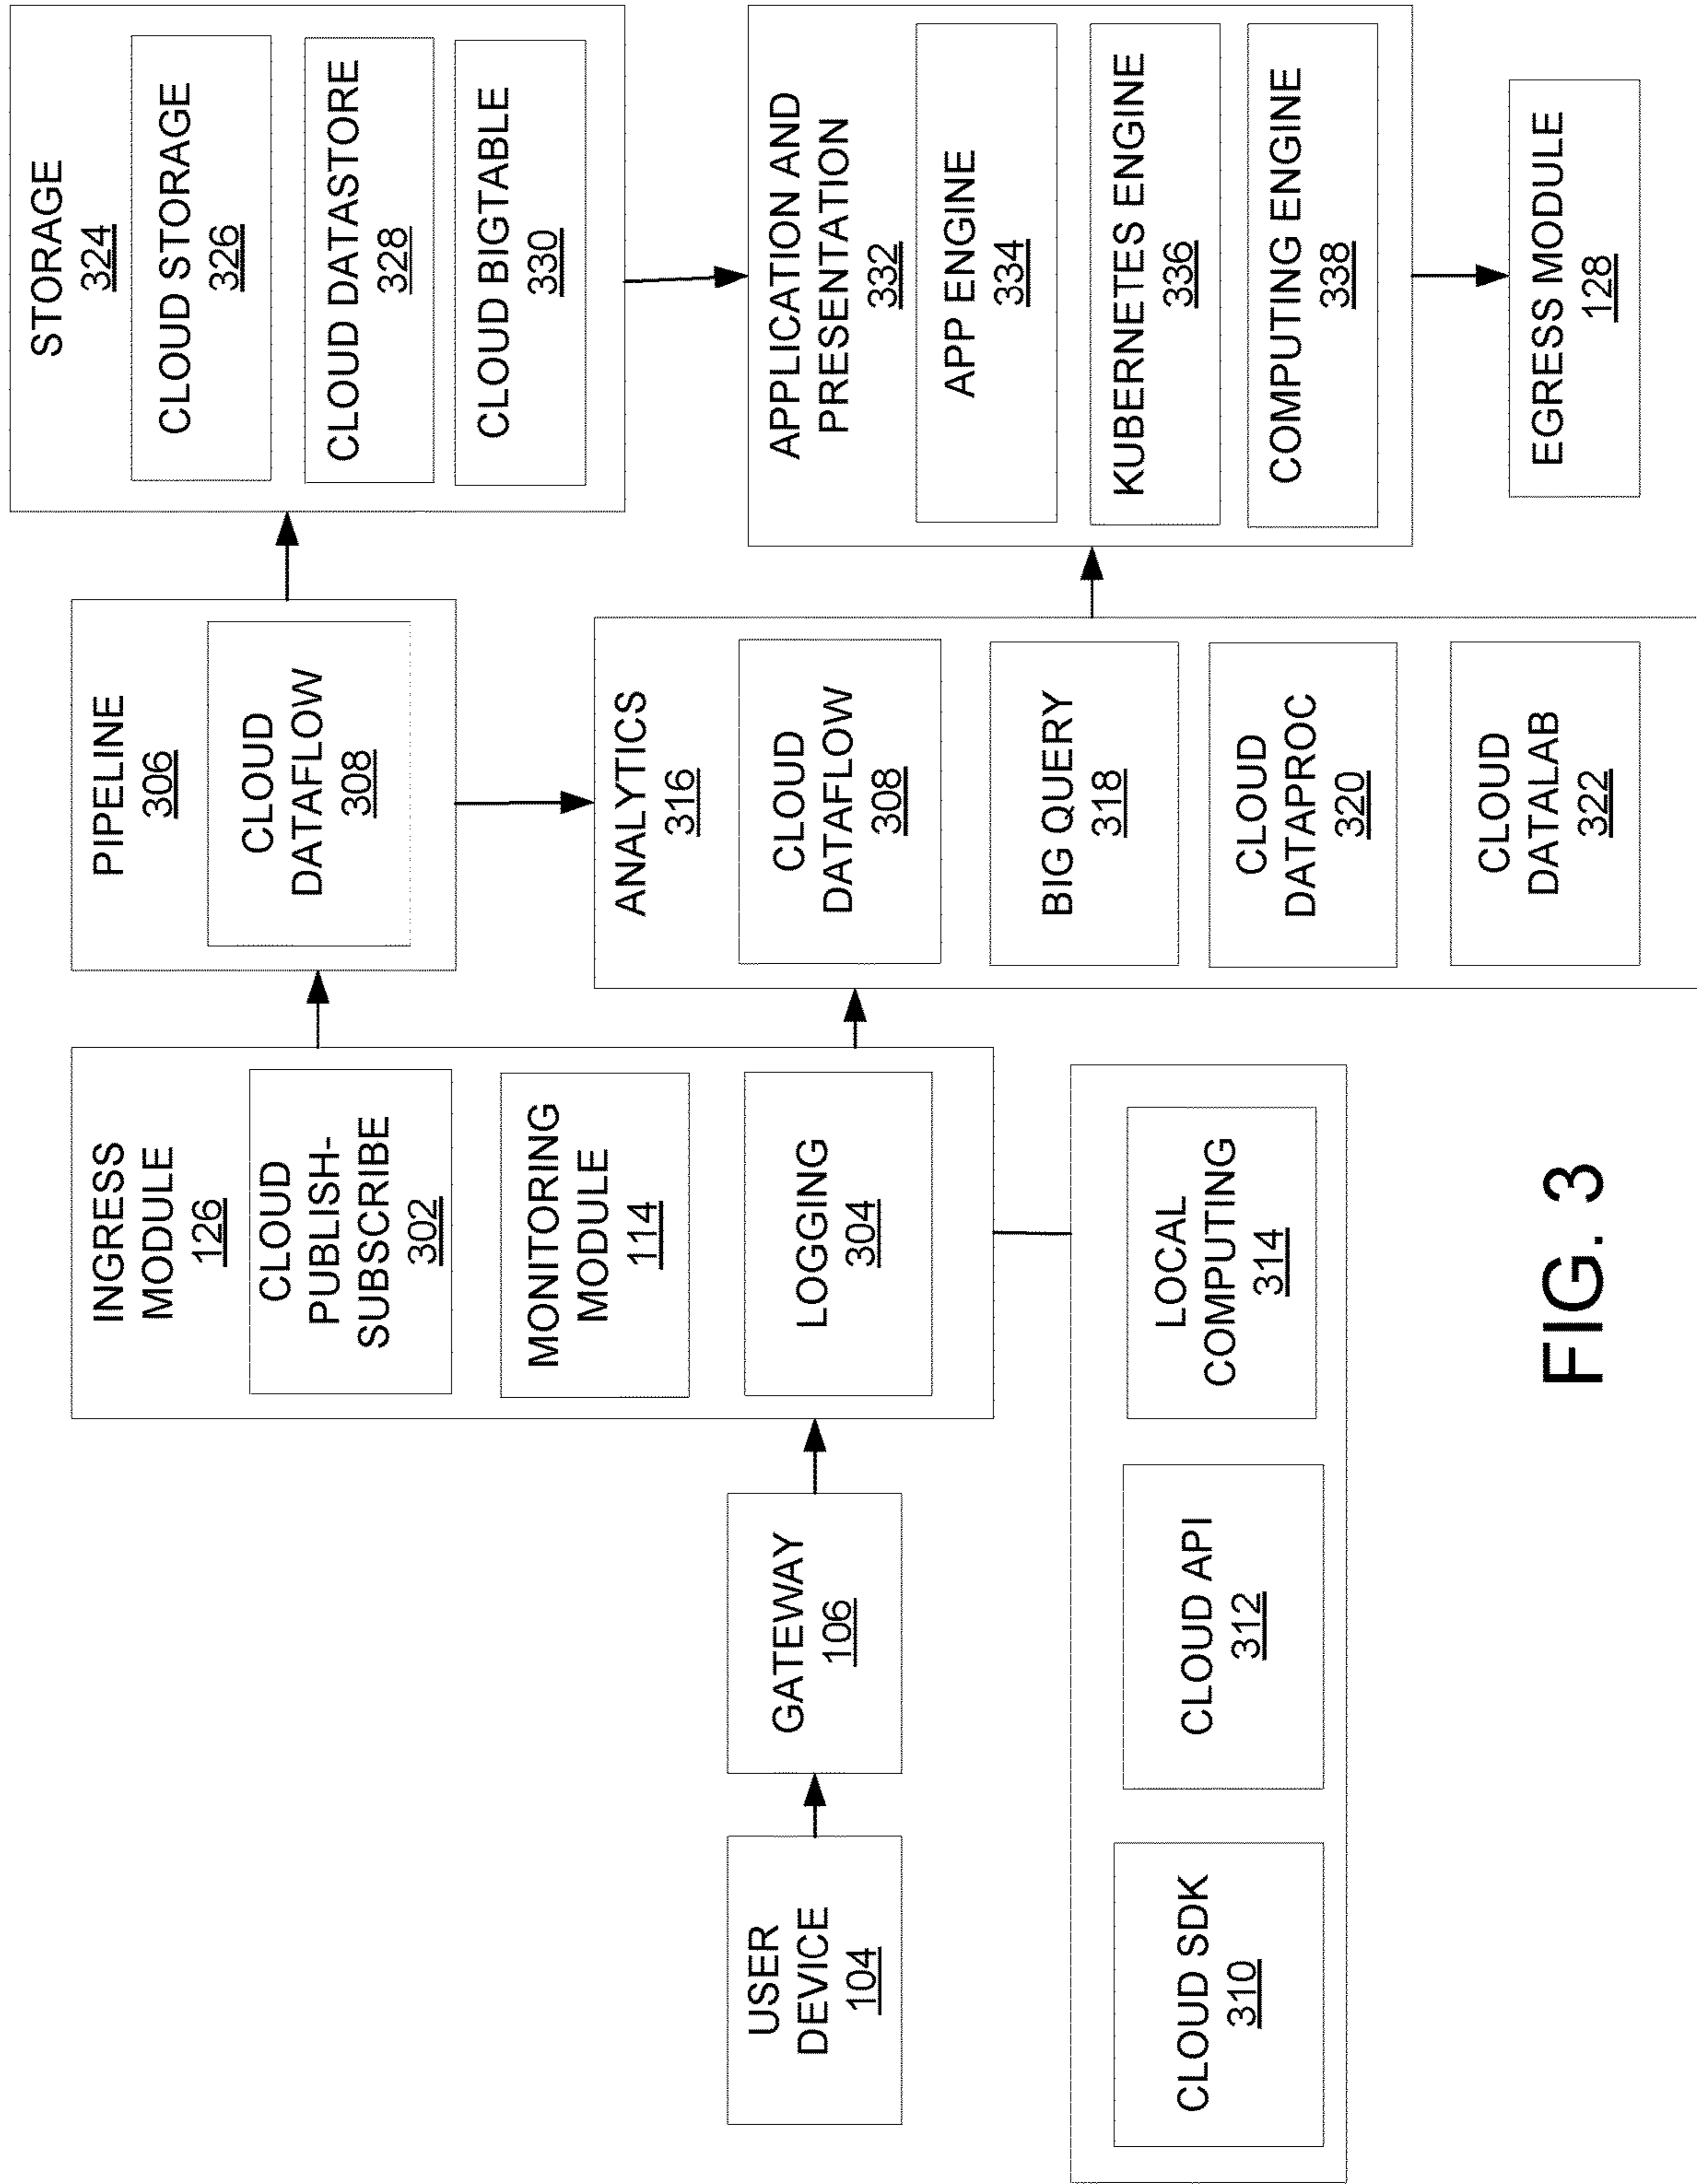 USER
DEVICE
104
GATEWAY
106
INGRESS
MODULE
126
CLOUD
PUBLISH-
SUBSCRIBE
302
MONITORING
MODULE
114
LOGGING
304
CLOUD SDK
310
CLOUD API
312
LOCAL
COMPUTING
314
PIPELINE
306
CLOUD
DATAFLOW
308
ANALYTICS
316
CLOUD
DATAFLOW
308
BIG QUERY
318
CLOUD
DATAPROC
320
CLOUD
DATALAB
322
STORAGE
324
CLOUD STORAGE
326
CLOUD DATASTORE
328
CLOUD BIGTABLE
330
APPLICATION AND
PRESENTATION
332
APP ENGINE
334
KUBERNETES ENGINE
336
COMPUTING ENGINE
338
EGRESS MODULE
128
FIG. 3